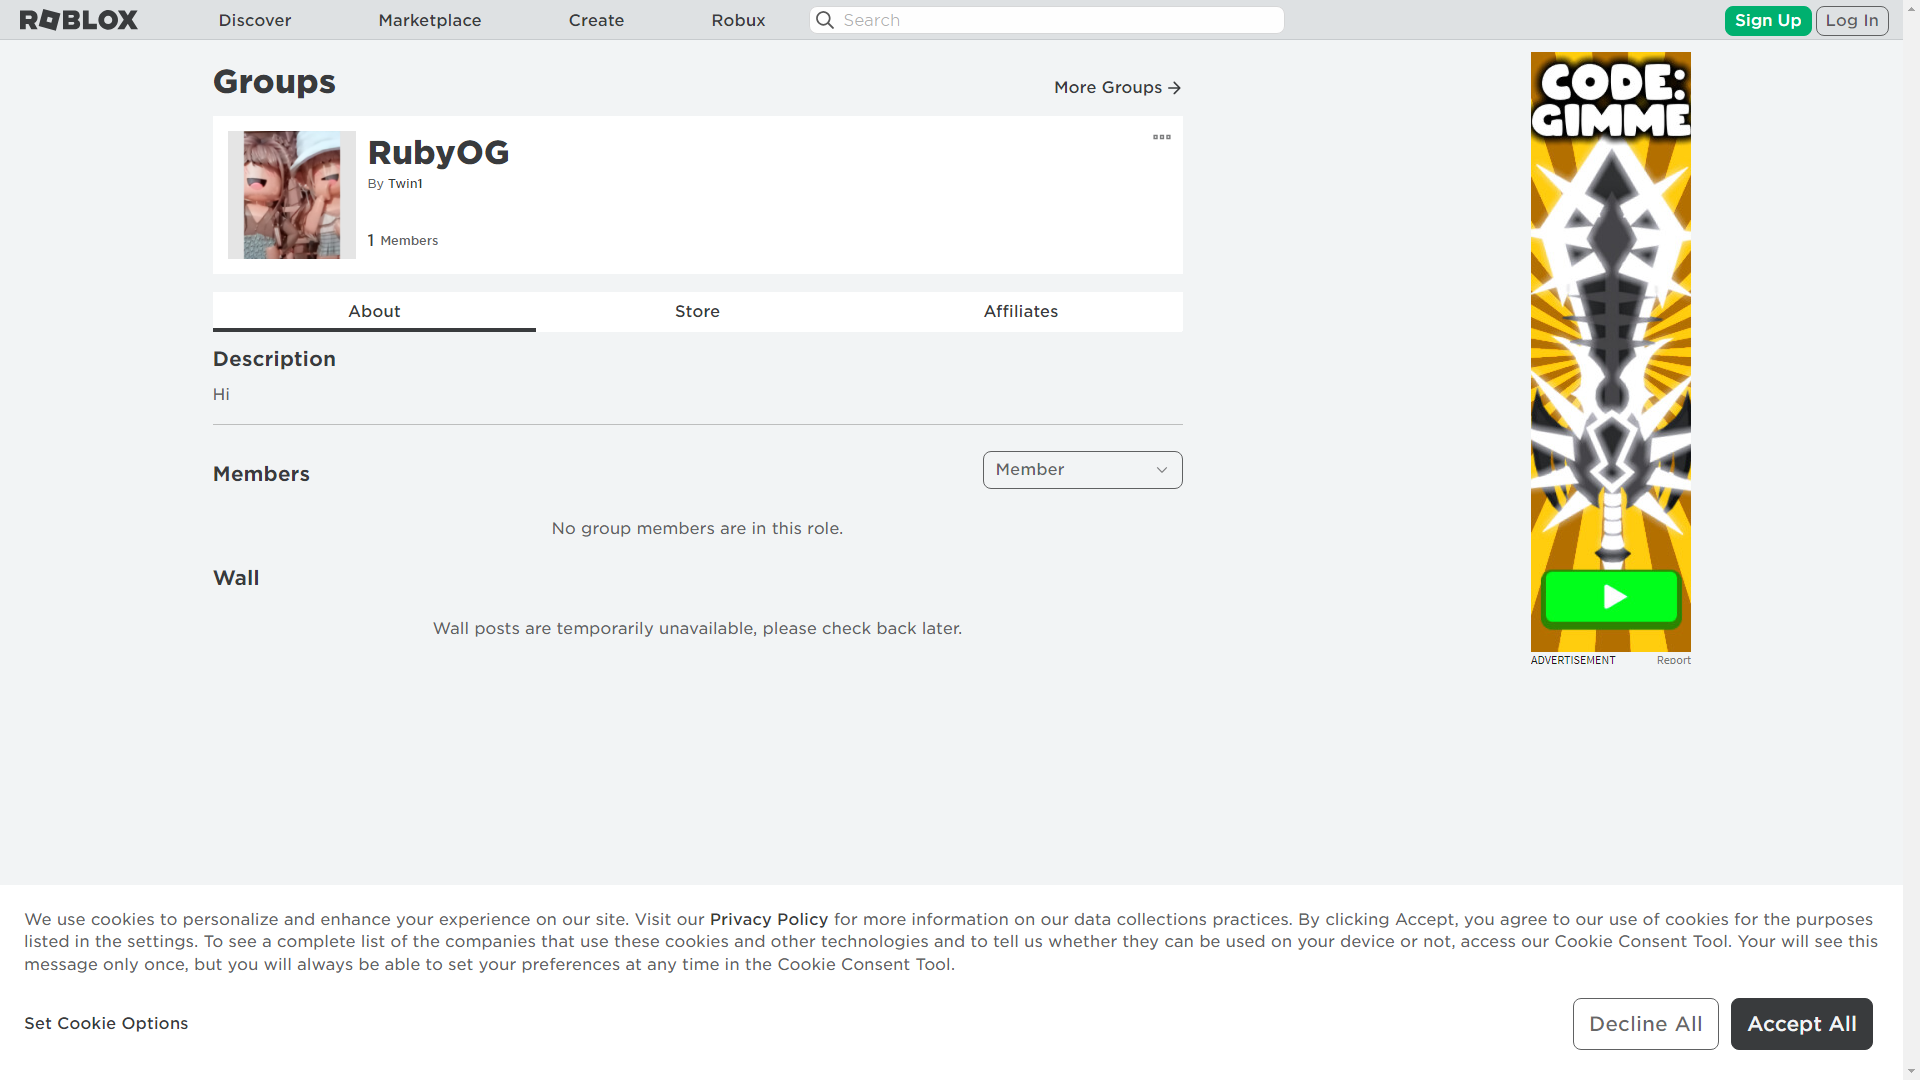 ROBLOX
Discover
Marketplace
Create
Robux
Search
Sign Up
Log In
Groups
More Groups
RubyOG
By Twin1
1 Members
About
Store
Affiliates
Description
Hi
Members
Member
No group members are in this role.
Wall
Wall posts are temporarily unavailable, please check back later.
CODE:
GIMME
ADVERTISEMENT
Report
We use cookies to personalize and enhance your experience on our site. Visit our Privacy Policy for more information on our data collections practices. By clicking Accept, you agree to our use of cookies for the purposes
listed in the settings. To see a complete list of the companies that use these cookies and other technologies and to tell us whether they can be used on your device or not, access our Cookie Consent Tool. Your will see this
message only once, but you will always be able to set your preferences at any time in the Cookie Consent Tool.
Set Cookie Options
Decline All
Accept All